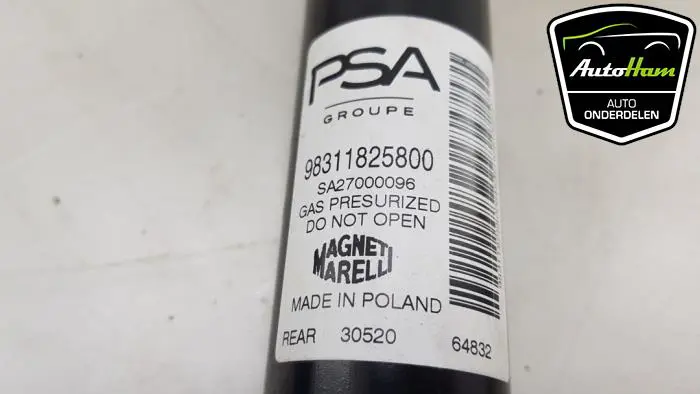 PSA
GROUPE
98311825800
SA27000096
GAS PRESURIZED
DO NOT OPEN
MAGNETI
MARELLI
MADE IN POLAND
REAR 30520 64832
AutoHam
AUTO
ONDERDELEN